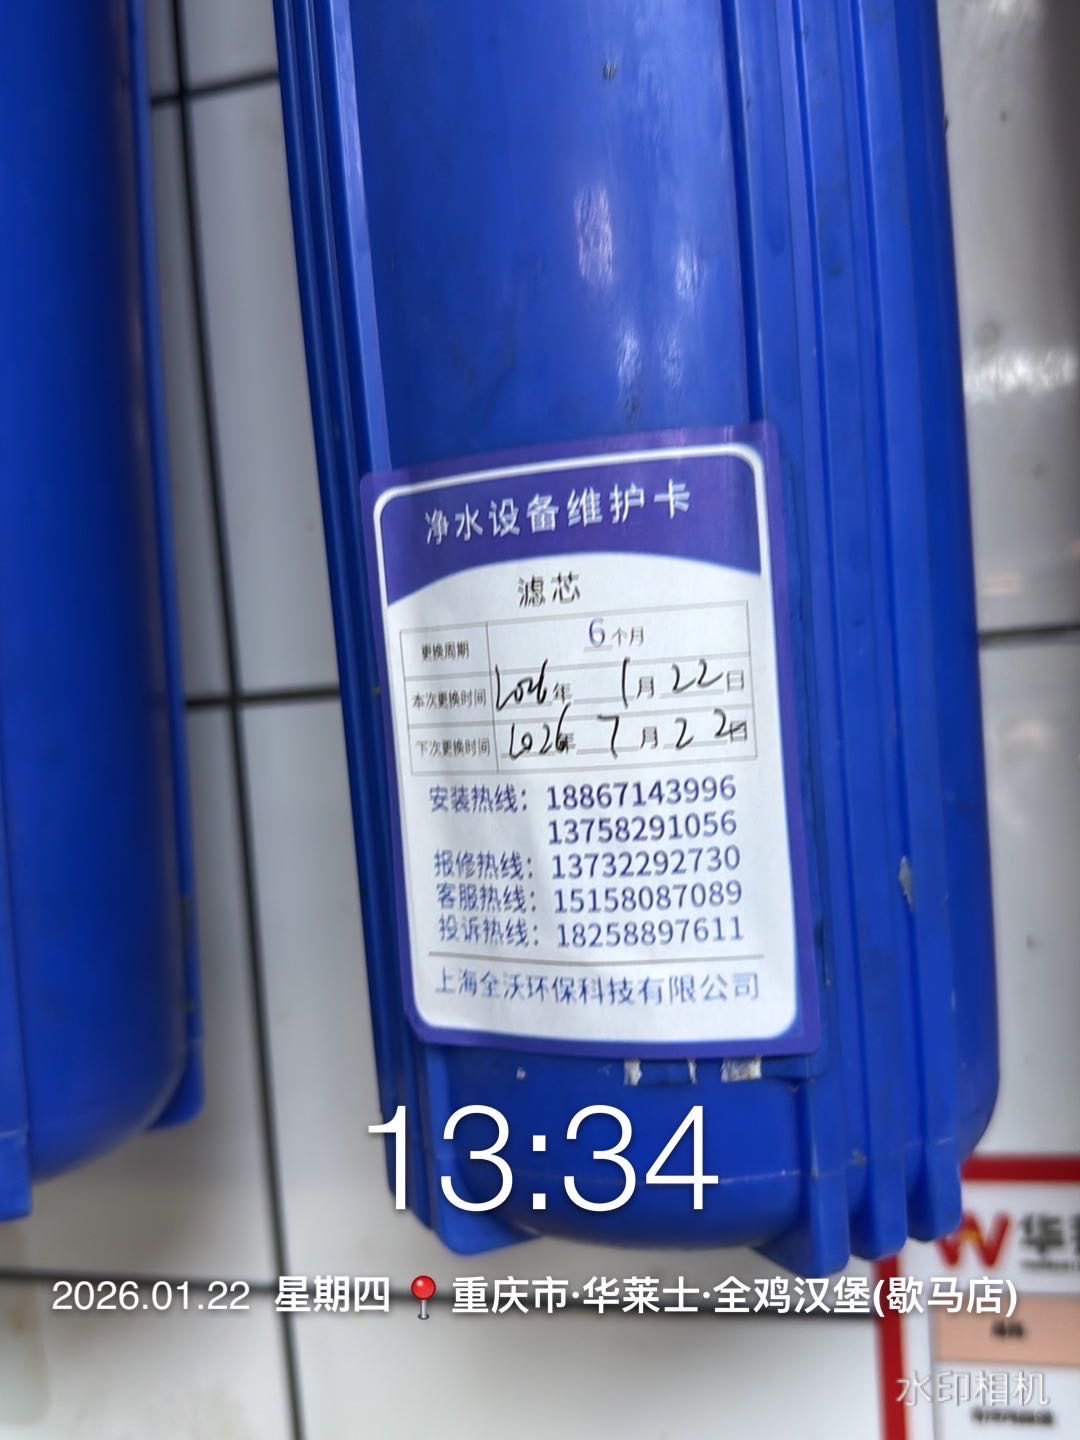 净水设备维护卡
滤芯
更换周期 6个月
本次更换时间 2026年 1月22日
下次更换时间 2026年 7月22日
安装热线：18867143996
13758291056
报修热线：13732292730
客服热线：15158087089
投诉热线：18258897611
上海全沃环保科技有限公司
13:34
2026.01.22 星期四 📍重庆市·华莱士·全鸡汉堡(歇马店)
W 华
水印相机